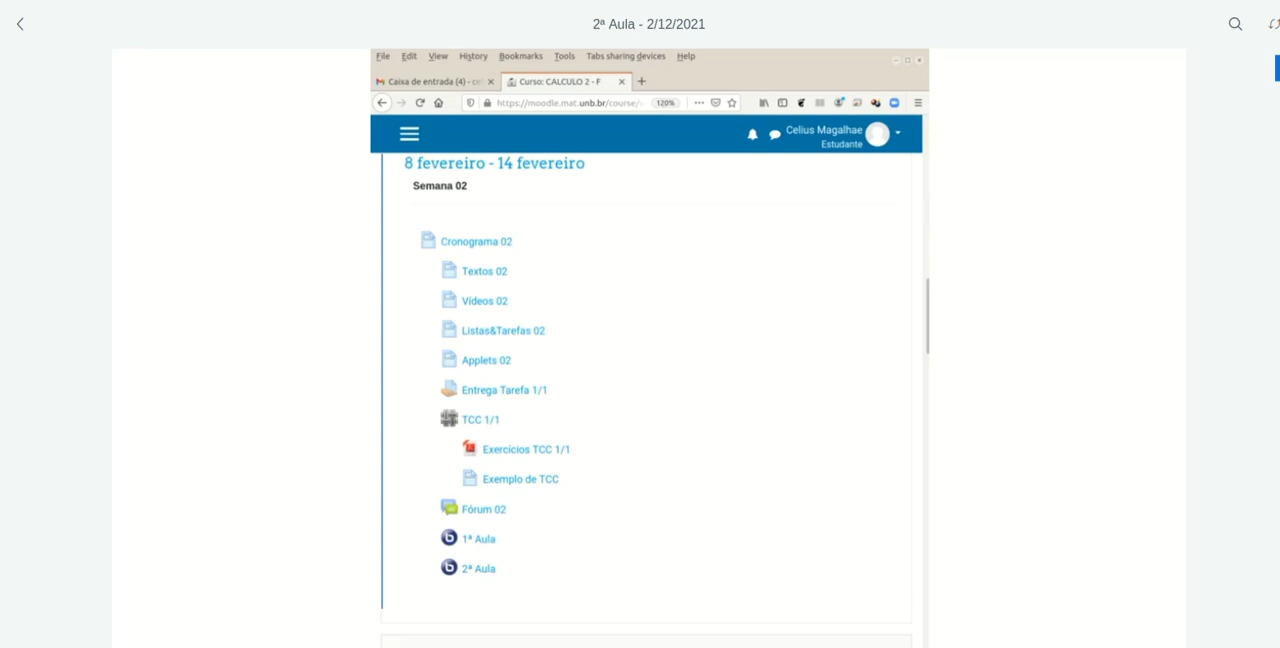 2ª Aula - 2/12/2021
File Edit View History Bookmarks Tools Tabs sharing devices Help
Caixa de entrada (4) - ce
Curso: CALCULO 2 - F
https://moodle.mat.unb.br/course/
120%
Celius Magalhae
Estudante
8 fevereiro - 14 fevereiro
Semana 02
Cronograma 02
Textos 02
Vídeos 02
Listas&Tarefas 02
Applets 02
Entrega Tarefa 1/1
TCC 1/1
Exercícios TCC 1/1
Exemplo de TCC
Fórum 02
1ª Aula
2ª Aula